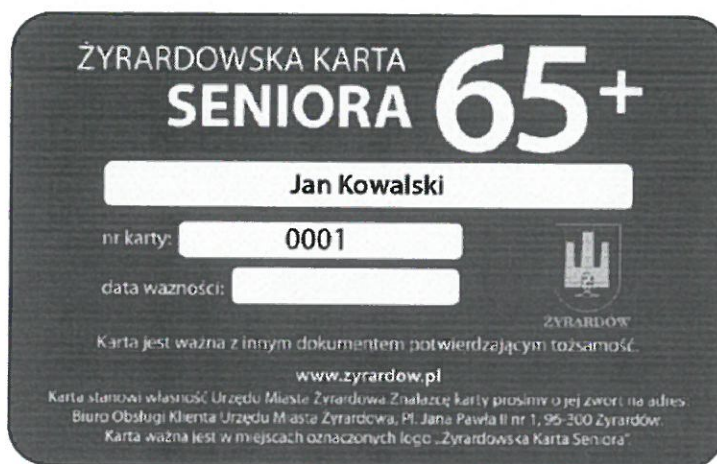 ŻYRARDOWSKA KARTA
SENIORA 65+
Jan Kowalski
nr karty: 0001
data ważności:
ŻYRARDÓW
Karta jest ważna z innym dokumentem potwierdzającym tożsamość.
www.zyrardow.pl
Karta stanowi własność Urzędu Miasta Żyrardowa. Znalazcę karty prosimy o jej zwrot na adres:
Biuro Obsługi Klienta Urzędu Miasta Żyrardowa, Pl. Jana Pawła II nr 1, 96-300 Żyrardów.
Karta ważna jest w miejscach oznaczonych logo „Żyrardowska Karta Seniora”.